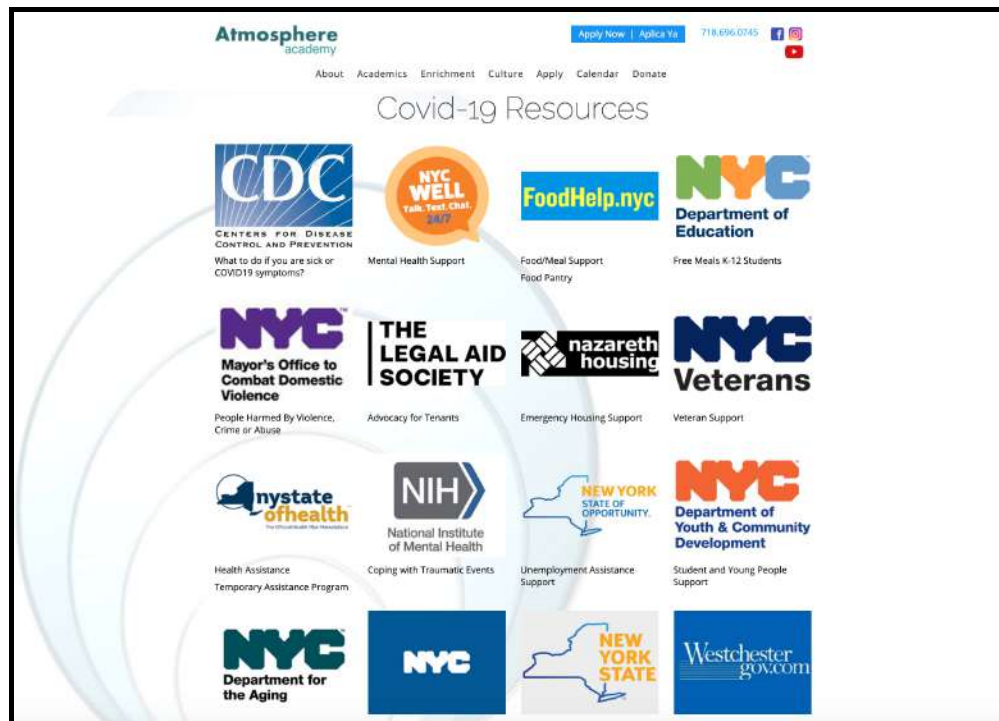 Atmosphere
academy
Apply Now | Aplica Ya
718.696.0745
About Academics Enrichment Culture Apply Calendar Donate
Covid-19 Resources
CDC
CENTERS FOR DISEASE
CONTROL AND PREVENTION
What to do if you are sick or
COVID19 symptoms?
NYC
WELL
Talk. Text. Chat.
24/7
Mental Health Support
FoodHelp.nyc
Food/Meal Support
Food Pantry
NYC
Department of
Education
Free Meals K-12 Students
NYC
Mayor's Office to
Combat Domestic
Violence
People Harmed By Violence,
Crime or Abuse
THE
LEGAL AID
SOCIETY
Advocacy for Tenants
nazareth
housing
Emergency Housing Support
NYC
Veterans
Veteran Support
nystate
ofhealth
The Official Health Plan Marketplace
Health Assistance
Temporary Assistance Program
NIH
National Institute
of Mental Health
Coping with Traumatic Events
NEW YORK
STATE OF
OPPORTUNITY.
Unemployment Assistance
Support
NYC
Department of
Youth & Community
Development
Student and Young People
Support
NYC
Department for
the Aging
NYC
NEW
YORK
STATE
Westchester
gov.com